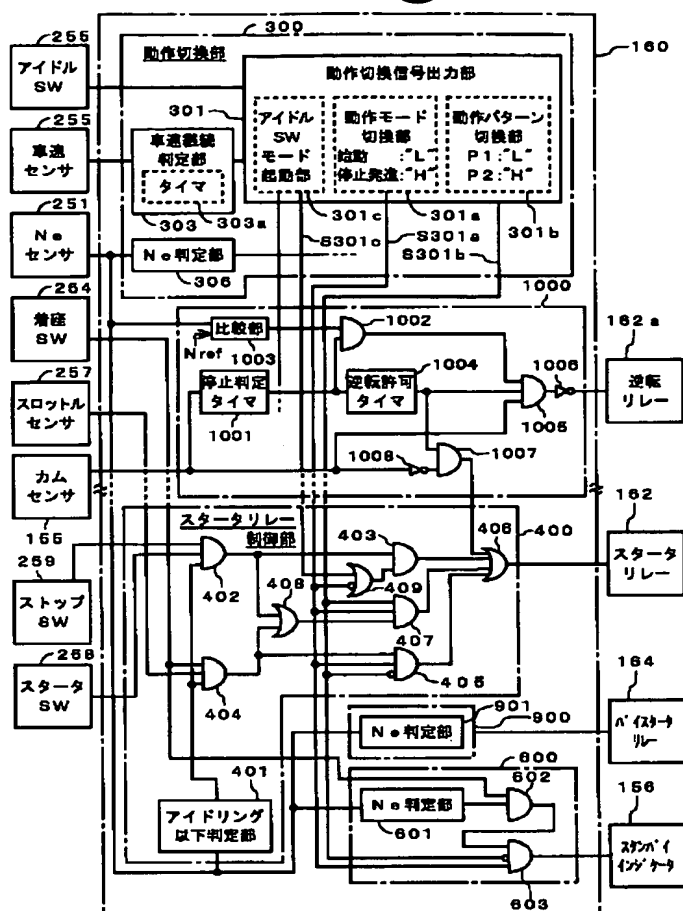 300
160
255
アイドル
SW
動作切換部
動作切換信号出力部
301
アイドル
SW
モード
起動部
動作モード
切換部
始動 :"L"
停止発進:"H"
動作パターン
切換部
P1:"L"
P2:"H"
255
車速
センサ
車速継続
判定部
タイマ
303
303a
301c
301a
301b
S301c
S301a
S301b
251
Ne
センサ
Ne判定部
306
1000
254
着座
SW
比較部
Nref
1003
1002
162a
逆転
リレー
257
スロットル
センサ
停止判定
タイマ
1001
1004
逆転許可
タイマ
1006
1005
1007
1008
カム
センサ
155
スタータリレー
制御部
403
406
400
162
スタータ
リレー
259
ストップ
SW
402
408
409
407
258
スタータ
SW
404
405
164
バイスタータ
リレー
901
900
Ne判定部
600
602
401
アイドリング
以下判定部
Ne判定部
601
156
スタンバイ
インジケータ
603